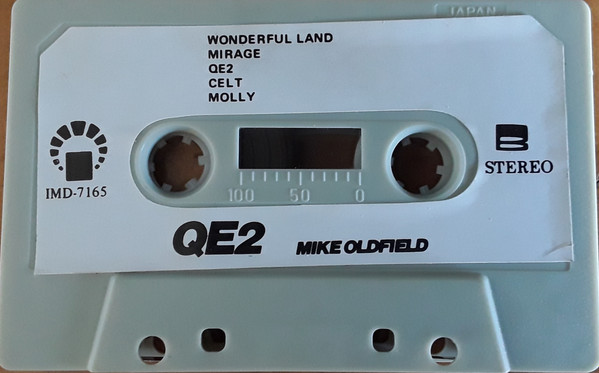 JAPAN
WONDERFUL LAND
MIRAGE
QE2
CELT
MOLLY
B
STEREO
IMD-7165
100 50 0
QE2 MIKE OLDFIELD